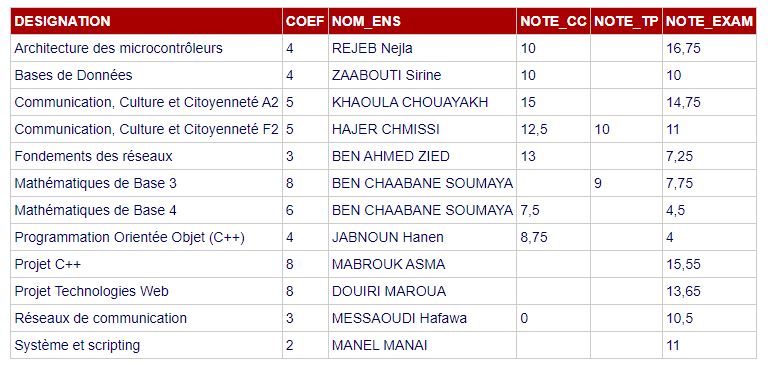 DESIGNATION COEF NOM_ENS NOTE_CC NOTE_TP NOTE_EXAM
Architecture des microcontrôleurs 4 REJEB Nejla 10 16,75
Bases de Données 4 ZAABOUTI Sirine 10 10
Communication, Culture et Citoyenneté A2 5 KHAOULA CHOUAYAKH 15 14,75
Communication, Culture et Citoyenneté F2 5 HAJER CHMISSI 12,5 10 11
Fondements des réseaux 3 BEN AHMED ZIED 13 7,25
Mathématiques de Base 3 8 BEN CHAABANE SOUMAYA 9 7,75
Mathématiques de Base 4 6 BEN CHAABANE SOUMAYA 7,5 4,5
Programmation Orientée Objet (C++) 4 JABNOUN Hanen 8,75 4
Projet C++ 8 MABROUK ASMA 15,55
Projet Technologies Web 8 DOUIRI MAROUA 13,65
Réseaux de communication 3 MESSAOUDI Hafawa 0 10,5
Système et scripting 2 MANEL MANAI 11